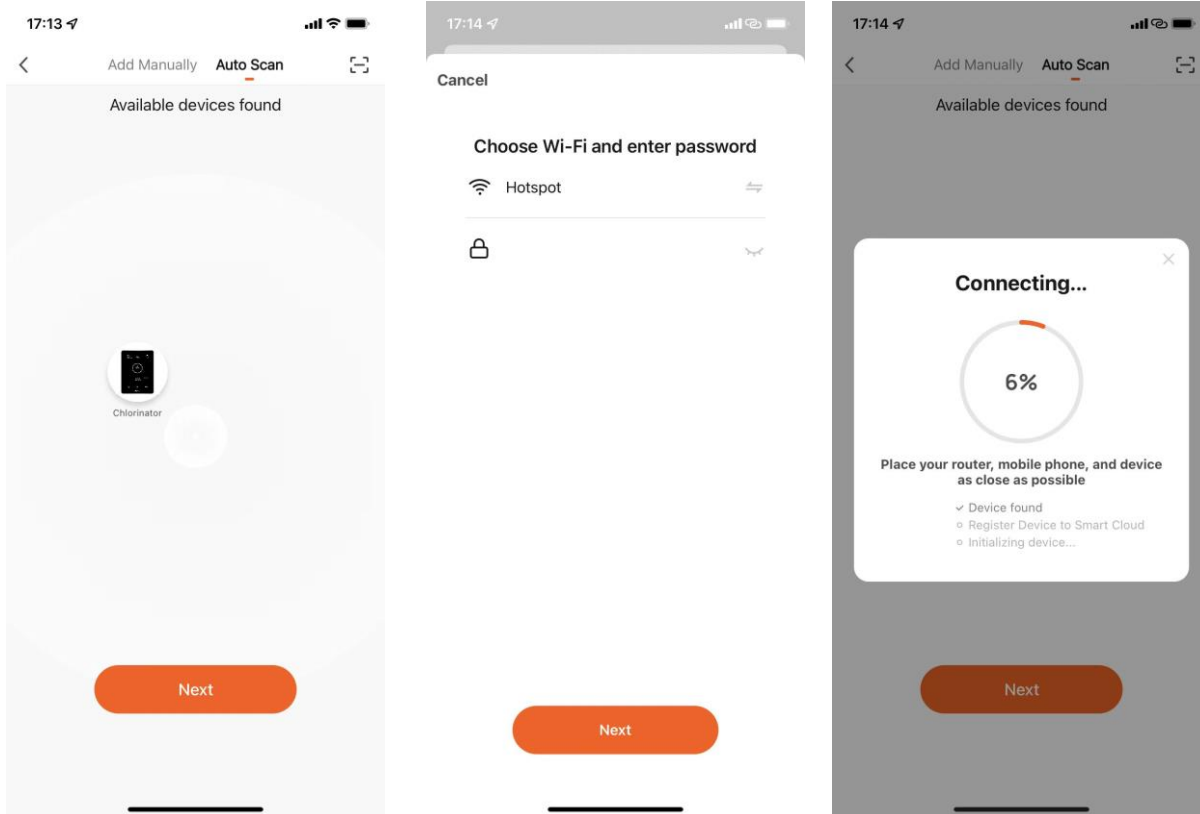 17:13
Add Manually Auto Scan
Available devices found
Chlorinator
Next
17:14
Cancel
Choose Wi-Fi and enter password
Hotspot
Next
17:14
Add Manually Auto Scan
Available devices found
Connecting...
6%
Place your router, mobile phone, and device
as close as possible
Device found
Register Device to Smart Cloud
Initializing device...
Next